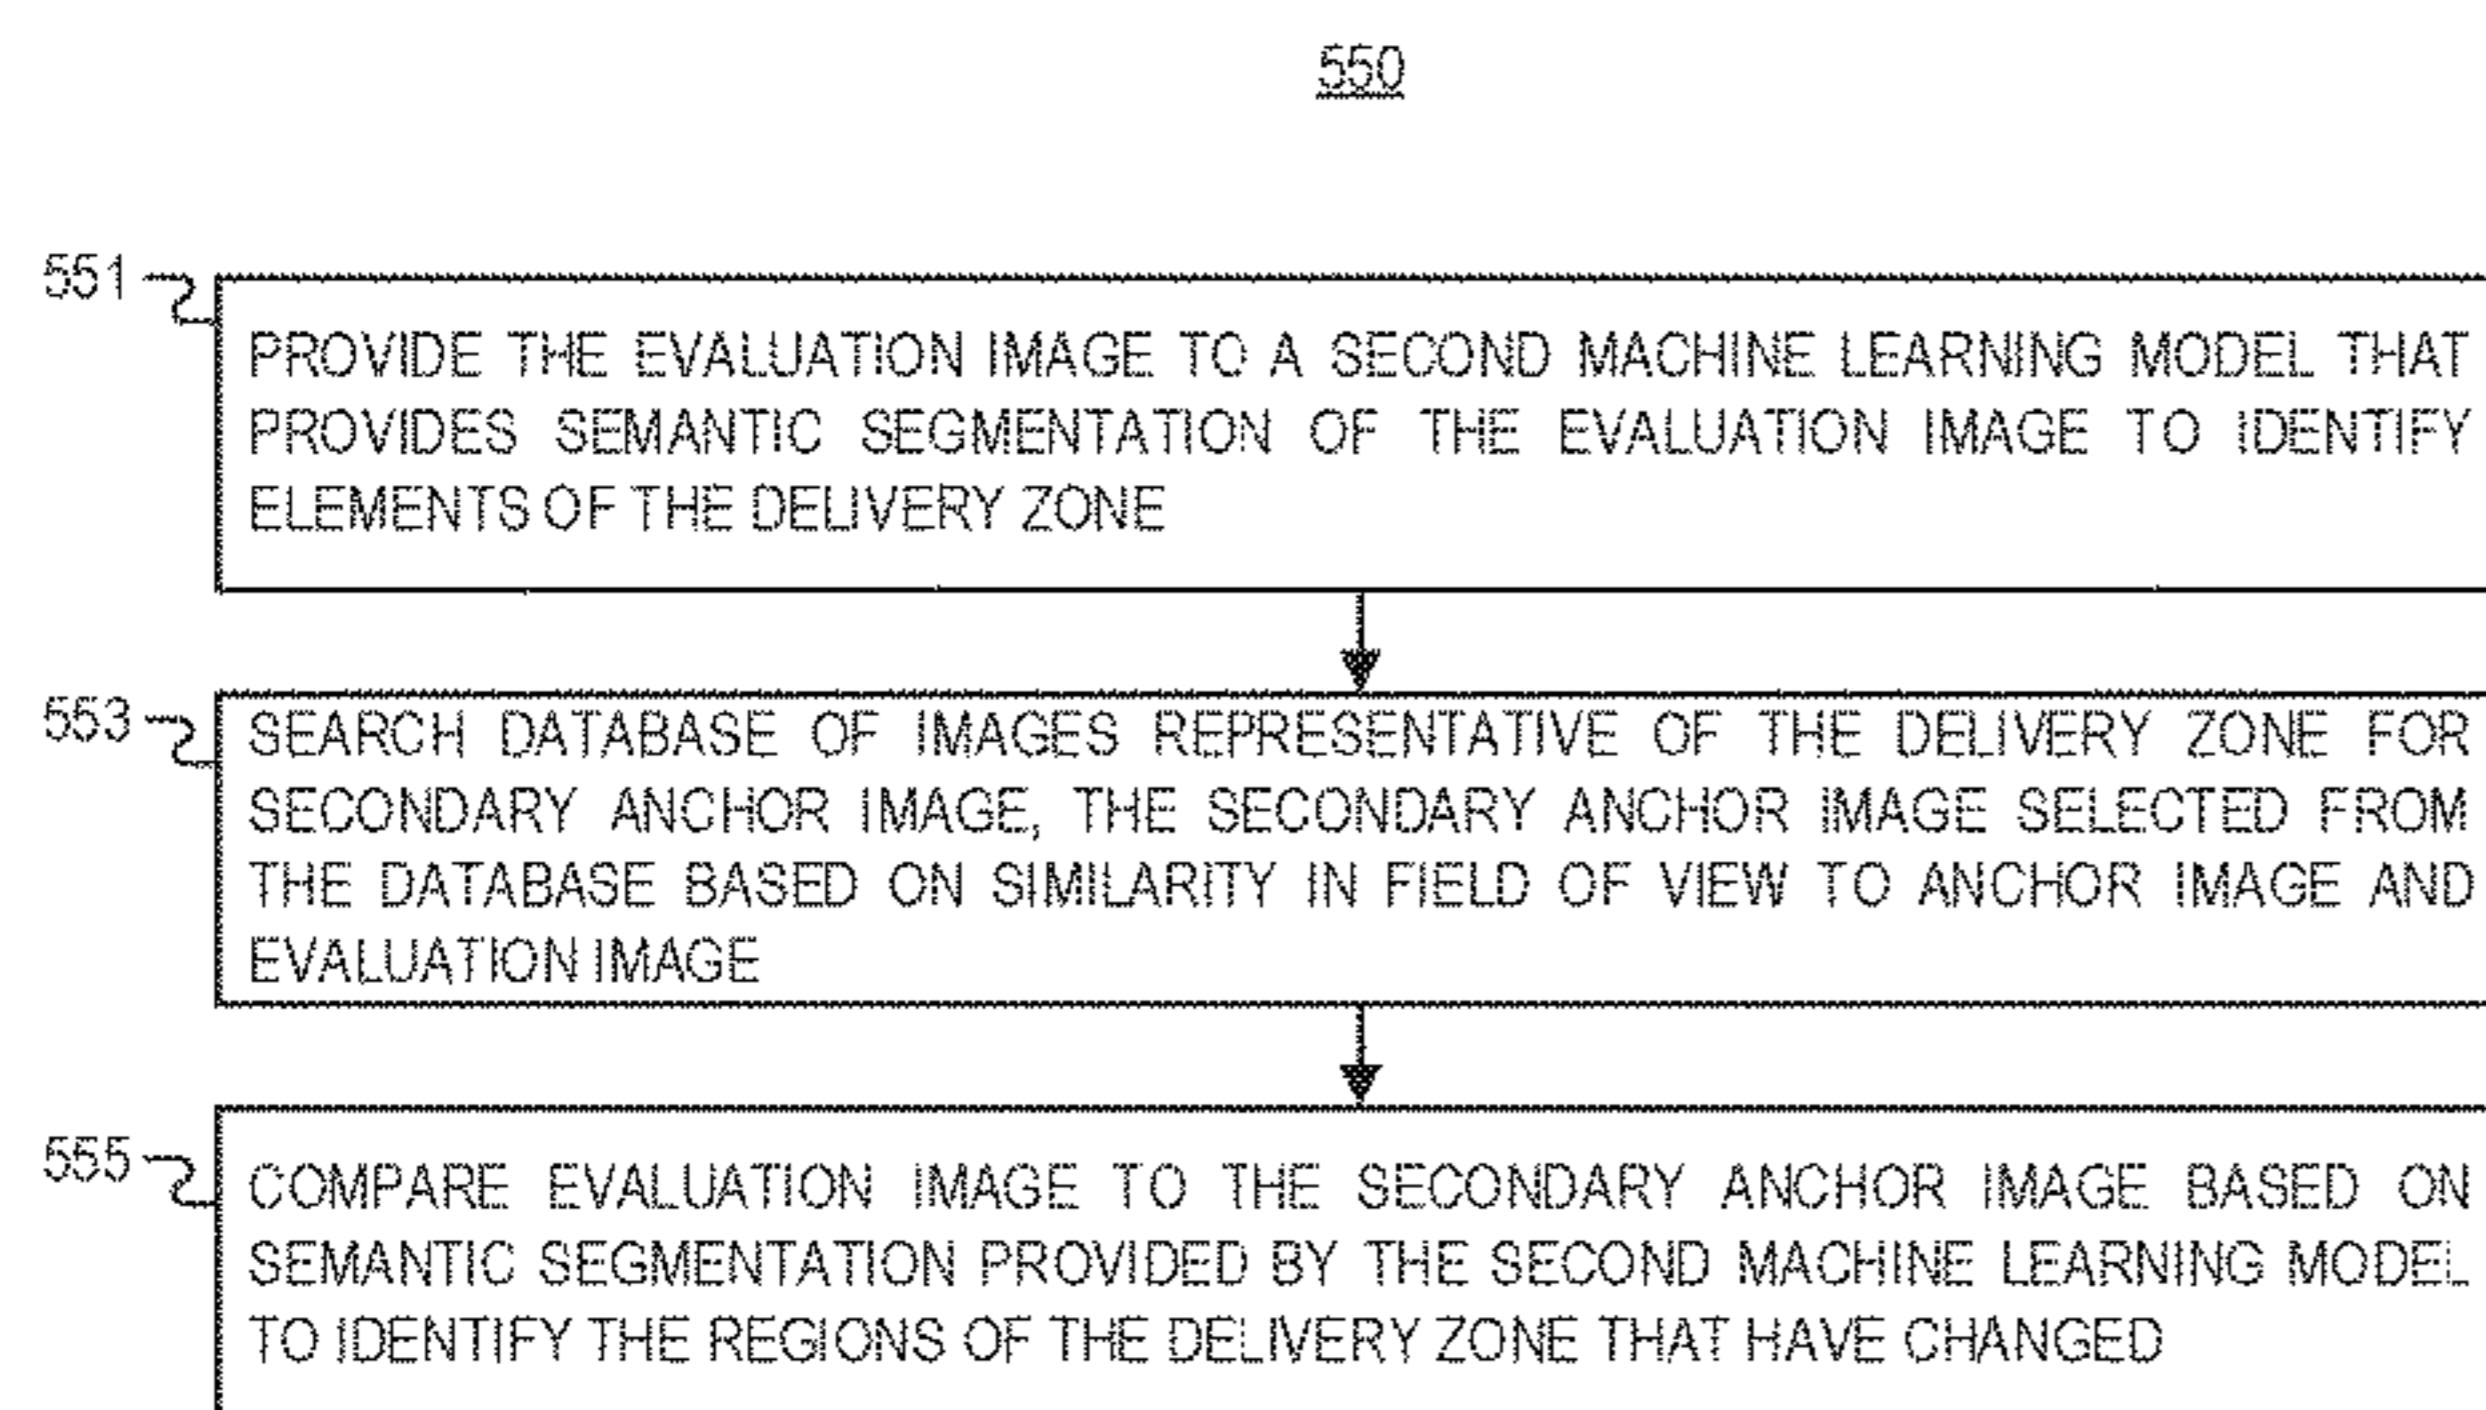 550
551
PROVIDE THE EVALUATION IMAGE TO A SECOND MACHINE LEARNING MODEL THAT
PROVIDES SEMANTIC SEGMENTATION OF THE EVALUATION IMAGE TO IDENTIFY
ELEMENTS OF THE DELIVERY ZONE
553
SEARCH DATABASE OF IMAGES REPRESENTATIVE OF THE DELIVERY ZONE FOR
SECONDARY ANCHOR IMAGE, THE SECONDARY ANCHOR IMAGE SELECTED FROM
THE DATABASE BASED ON SIMILARITY IN FIELD OF VIEW TO ANCHOR IMAGE AND
EVALUATION IMAGE
555
COMPARE EVALUATION IMAGE TO THE SECONDARY ANCHOR IMAGE BASED ON
SEMANTIC SEGMENTATION PROVIDED BY THE SECOND MACHINE LEARNING MODEL
TO IDENTIFY THE REGIONS OF THE DELIVERY ZONE THAT HAVE CHANGED